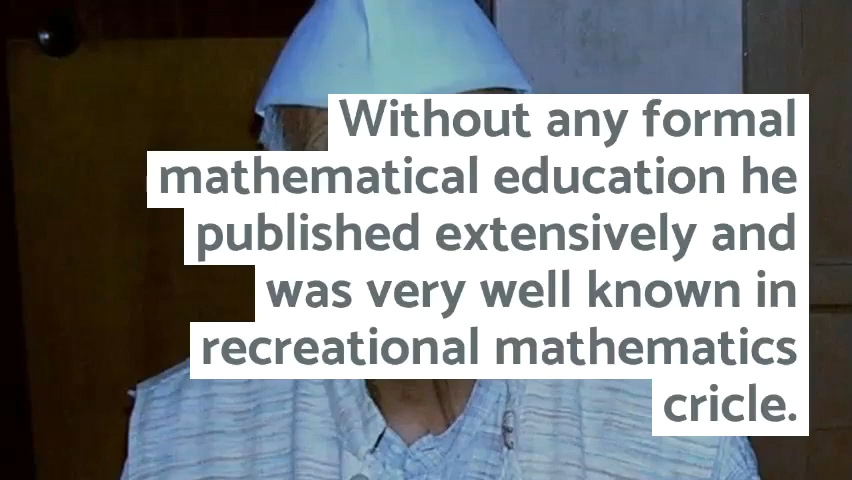 Without any formal
mathematical education he
published extensively and
was very well known in
recreational mathematics
cricle.